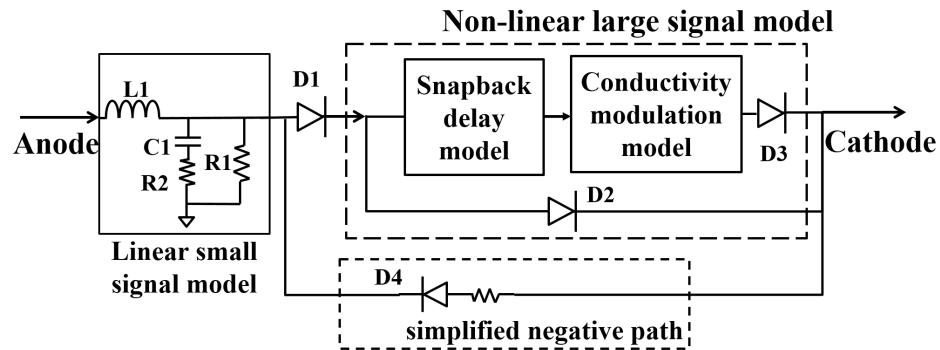 Non-linear large signal model
L1
D1
Snapback
delay
model
Conductivity
modulation
model
D3
Anode
Cathode
C1
R1
R2
D2
Linear small
signal model
D4
simplified negative path